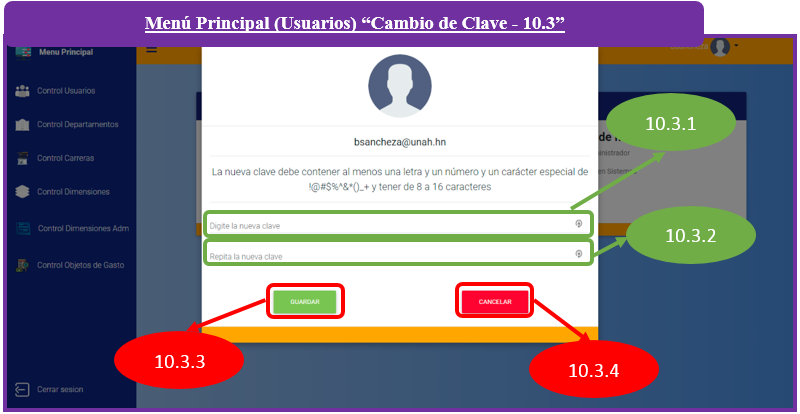 Menú Principal (Usuarios) “Cambio de Clave - 10.3”
Menu Principal
Control Usuarios
Control Departamentos
Control Carreras
Control Dimensiones
Control Dimensiones Adm
Control Objetos de Gasto
Cerrar sesion
bsancheza@unah.hn
La nueva clave debe contener al menos una letra y un número y un carácter especial de
!@#$%^&*()_+ y tener de 8 a 16 caracteres
Digite la nueva clave
Repita la nueva clave
GUARDAR
CANCELAR
10.3.1
10.3.2
10.3.3
10.3.4